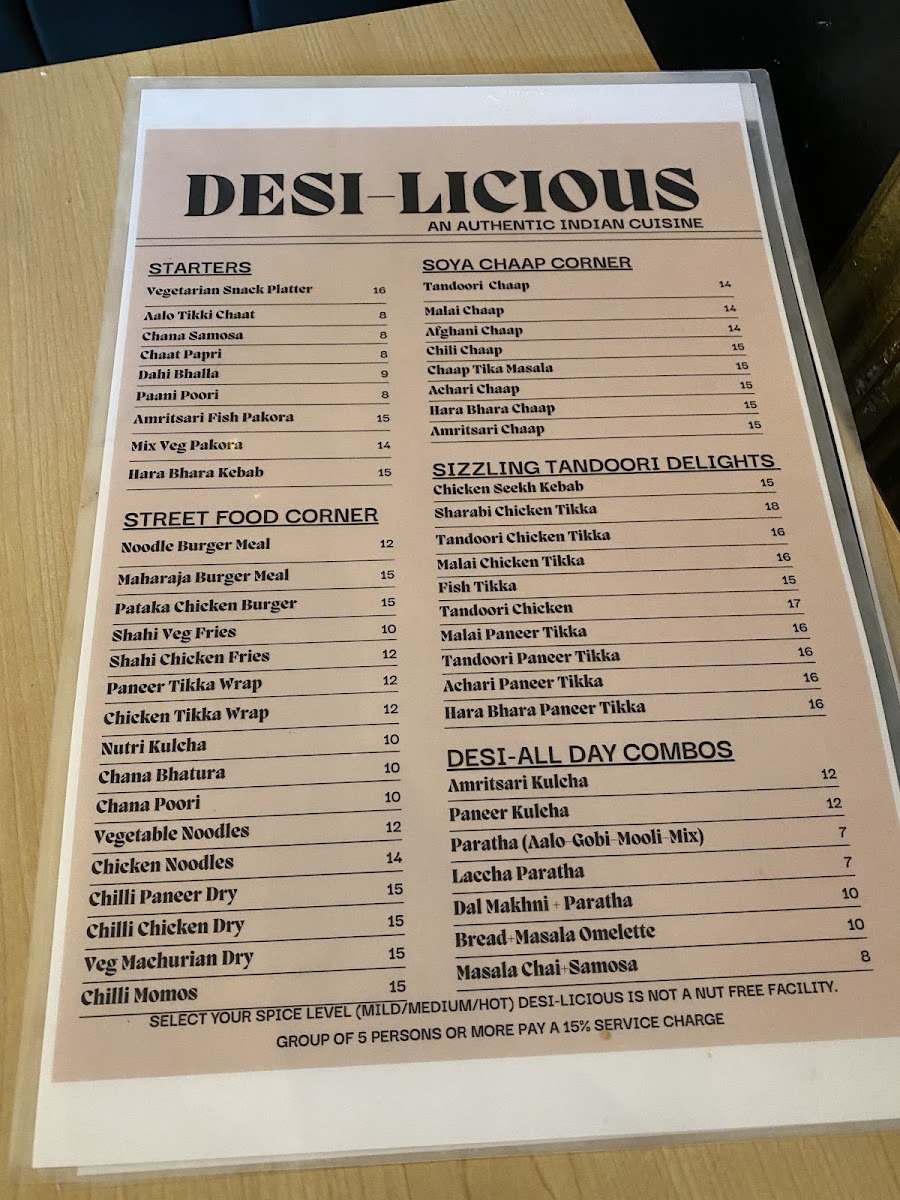 DESI-LICIOUS
AN AUTHENTIC INDIAN CUISINE
STARTERS
Vegetarian Snack Platter 16
Aalo Tikki Chaat 8
Chana Samosa 8
Chaat Papri 8
Dahi Bhalla 9
Paani Poori 8
Amritsari Fish Pakora 15
Mix Veg Pakora 14
Hara Bhara Kebab 15
STREET FOOD CORNER
Noodle Burger Meal 12
Maharaja Burger Meal 15
Pataka Chicken Burger 15
Shahi Veg Fries 10
Shahi Chicken Fries 12
Paneer Tikka Wrap 12
Chicken Tikka Wrap 12
Nutri Kulcha 10
Chana Bhatura 10
Chana Poori 10
Vegetable Noodles 12
Chicken Noodles 14
Chilli Paneer Dry 15
Chilli Chicken Dry 15
Veg Machurian Dry 15
Chilli Momos 15
SOYA CHAAP CORNER
Tandoori Chaap 14
Malai Chaap 14
Afghani Chaap 14
Chili Chaap 15
Chaap Tika Masala 15
Achari Chaap 15
Hara Bhara Chaap 15
Amritsari Chaap 15
SIZZLING TANDOORI DELIGHTS
Chicken Seekh Kebab 15
Sharabi Chicken Tikka 18
Tandoori Chicken Tikka 16
Malai Chicken Tikka 16
Fish Tikka 15
Tandoori Chicken 17
Malai Paneer Tikka 16
Tandoori Paneer Tikka 16
Achari Paneer Tikka 16
Hara Bhara Paneer Tikka 16
DESI-ALL DAY COMBOS
Amritsari Kulcha 12
Paneer Kulcha 12
Paratha (Aalo-Gobi-Mooli-Mix) 7
Laccha Paratha 7
Dal Makhni + Paratha 10
Bread+Masala Omelette 10
Masala Chai+Samosa 8
SELECT YOUR SPICE LEVEL (MILD/MEDIUM/HOT) DESI-LICIOUS IS NOT A NUT FREE FACILITY.
GROUP OF 5 PERSONS OR MORE PAY A 15% SERVICE CHARGE